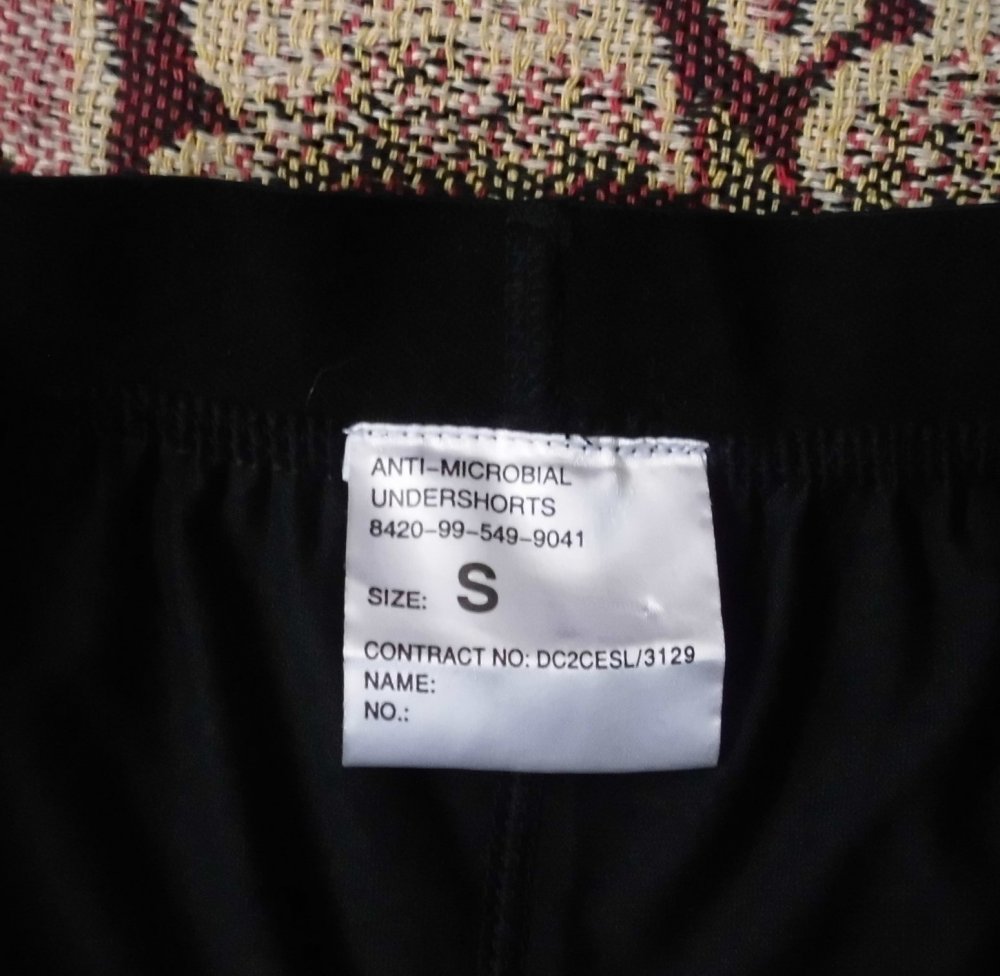 ANTI-MICROBIAL
UNDERSHORTS
8420-99-549-9041
SIZE: S
CONTRACT NO: DC2CESL/3129
NAME:
NO.: